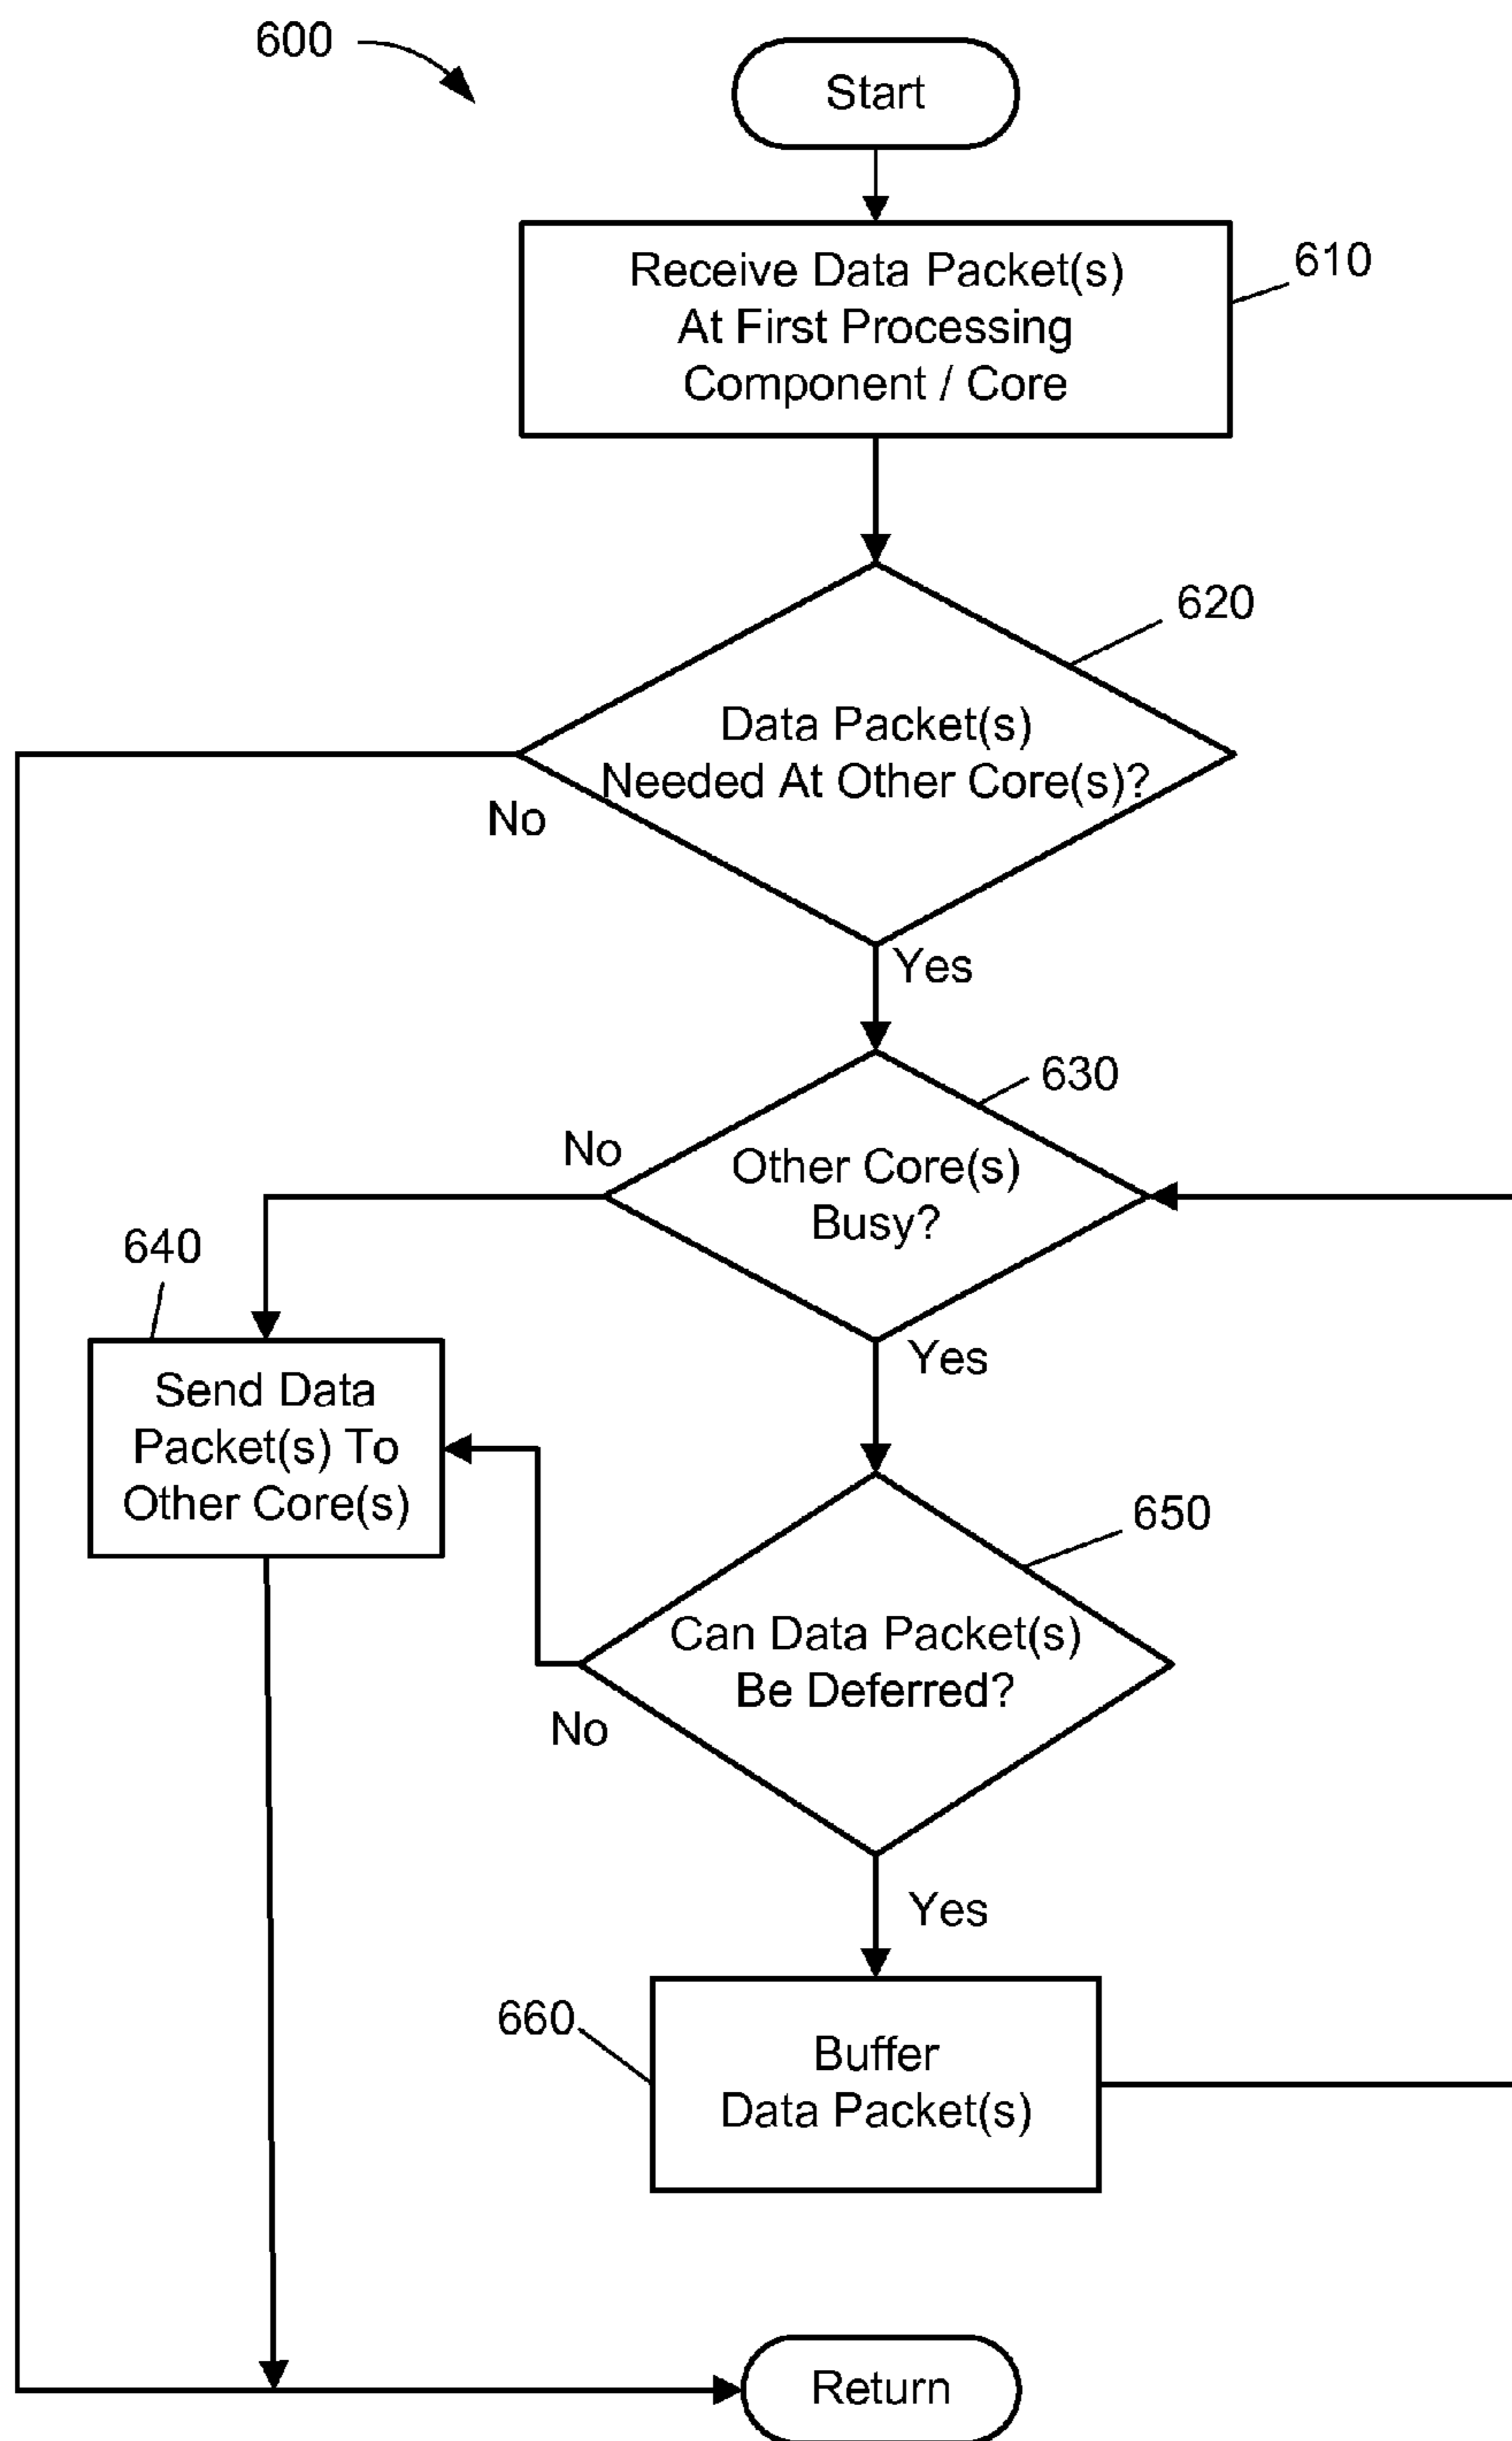 600
Start
Receive Data Packet(s)
At First Processing
Component / Core
610
620
Data Packet(s)
Needed At Other Core(s)?
No
Yes
630
No
Other Core(s)
Busy?
640
Yes
Send Data
Packet(s) To
Other Core(s)
650
Can Data Packet(s)
Be Deferred?
No
Yes
660
Buffer
Data Packet(s)
Return